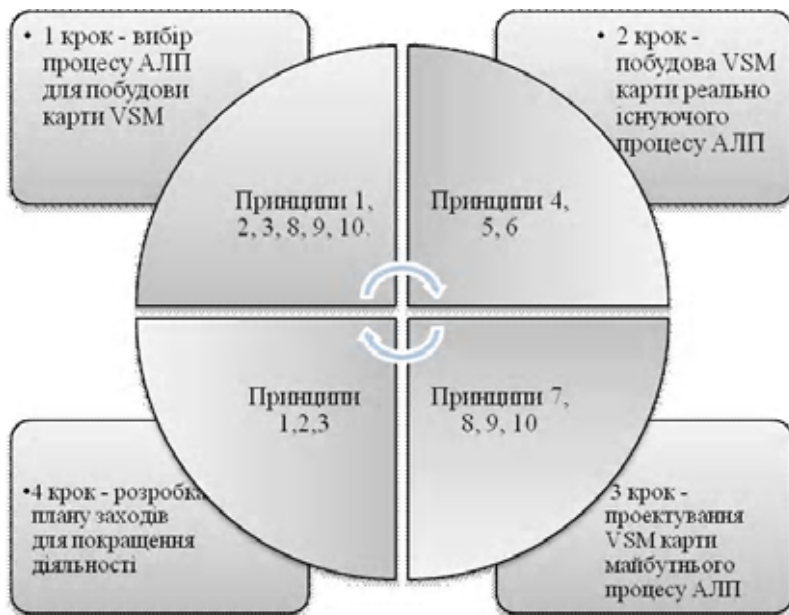 • 1 крок - вибір
процесу АЛП
для побудови
карти VSM
• 2 крок -
побудова VSM
карти реально
існуючого
процесу АЛП
Принципи 1,
2, 3, 8, 9, 10.
Принципи 4,
5, 6
Принципи
1,2,3
Принципи 7,
8, 9, 10
•4 крок - розробка
плану заходів
для покращення
діяльності
3 крок -
проектування
VSM карти
майбутнього
процесу АЛП